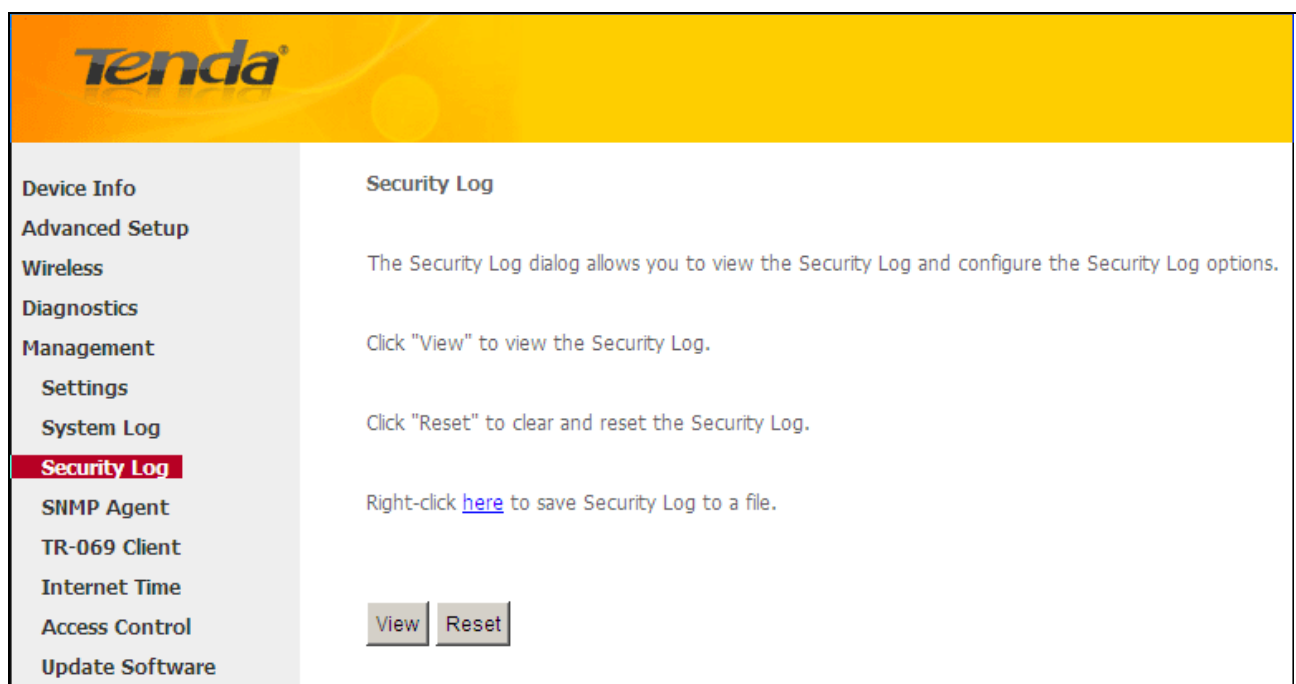 Tenda®
Device Info
Advanced Setup
Wireless
Diagnostics
Management
Settings
System Log
Security Log
SNMP Agent
TR-069 Client
Internet Time
Access Control
Update Software
Security Log
The Security Log dialog allows you to view the Security Log and configure the Security Log options.
Click "View" to view the Security Log.
Click "Reset" to clear and reset the Security Log.
Right-click here to save Security Log to a file.
View Reset